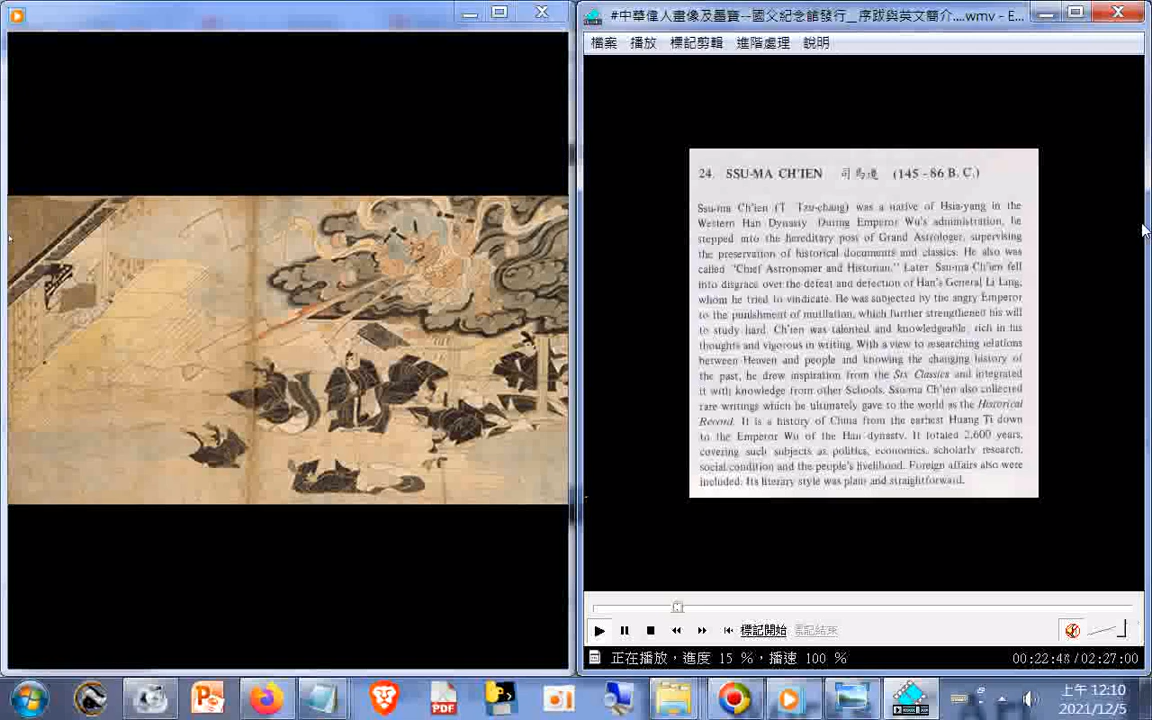 #中華偉人畫像及墨寶--國父紀念館發行__序跋與英文簡介....wmv - E...
檔案 播放 標記剪輯 進階處理 說明
24. SSU-MA CH'IEN 司馬遷 (145 - 86 B. C.)
Ssu-ma Ch'ien (T Tzu-chang) was a native of Hsia-yang in the
Western Han Dynasty During Emperor Wu's administration, he
stepped into the hereditary post of Grand Astrologer, supervising
the preservation of historical documents and classics. He also was
called "Chief Astronomer and Historian." Later Ssu-ma Ch'ien fell
into disgrace over the defeat and defection of Han's General Li Lang,
whom he tried to vindicate. He was subjected by the angry Emperor
to the punishment of mutilation, which further strengthened his will
to study hard. Ch'ien was talented and knowledgeable, rich in his
thoughts and vigorous in writing. With a view to researching relations
between Heaven and people and knowing the changing history of
the past, he drew inspiration from the Six Classics and integrated
it with knowledge from other Schools. Ssu-ma Ch'ien also collected
rare writings which he ultimately gave to the world as the Historical
Record. It is a history of China from the earliest Huang Ti down
to the Emperor Wu of the Han dynasty. It totaled 2,600 years,
covering such subjects as politics, economics, scholarly research,
social condition and the people's livelihood. Foreign affairs also were
included. Its literary style was plain and straightforward.
標記開始 標記結束
正在播放，進度 15 %，播速 100 % 00:22:48 / 02:27:00
PDF
上午 12:10
2021/12/5